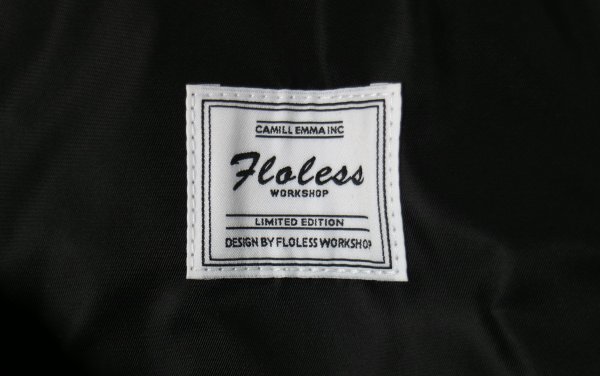 CAMILL EMMA INC
Floless
WORKSHOP
LIMITED EDITION
DESIGN BY FLOLESS WORKSHOP